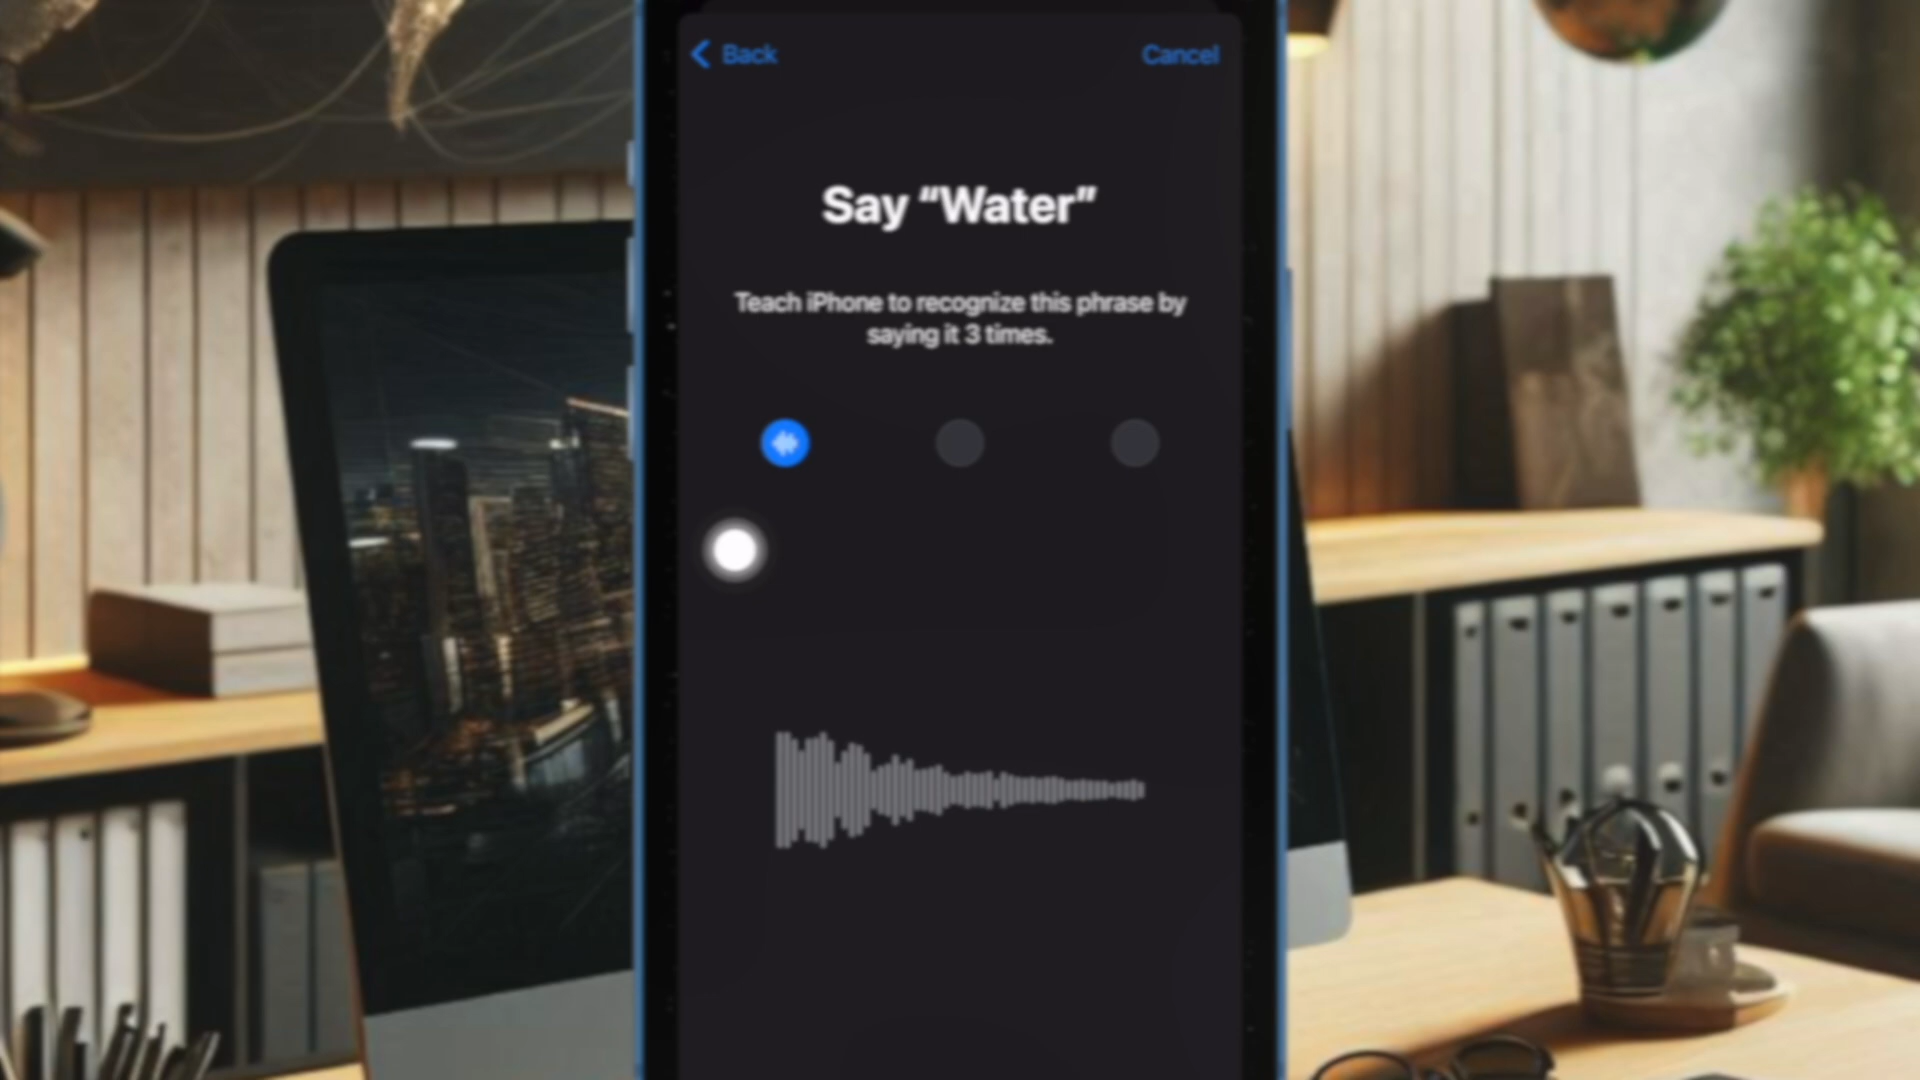 Back
Cancel
Say “Water”
Teach iPhone to recognize this phrase by
saying it 3 times.